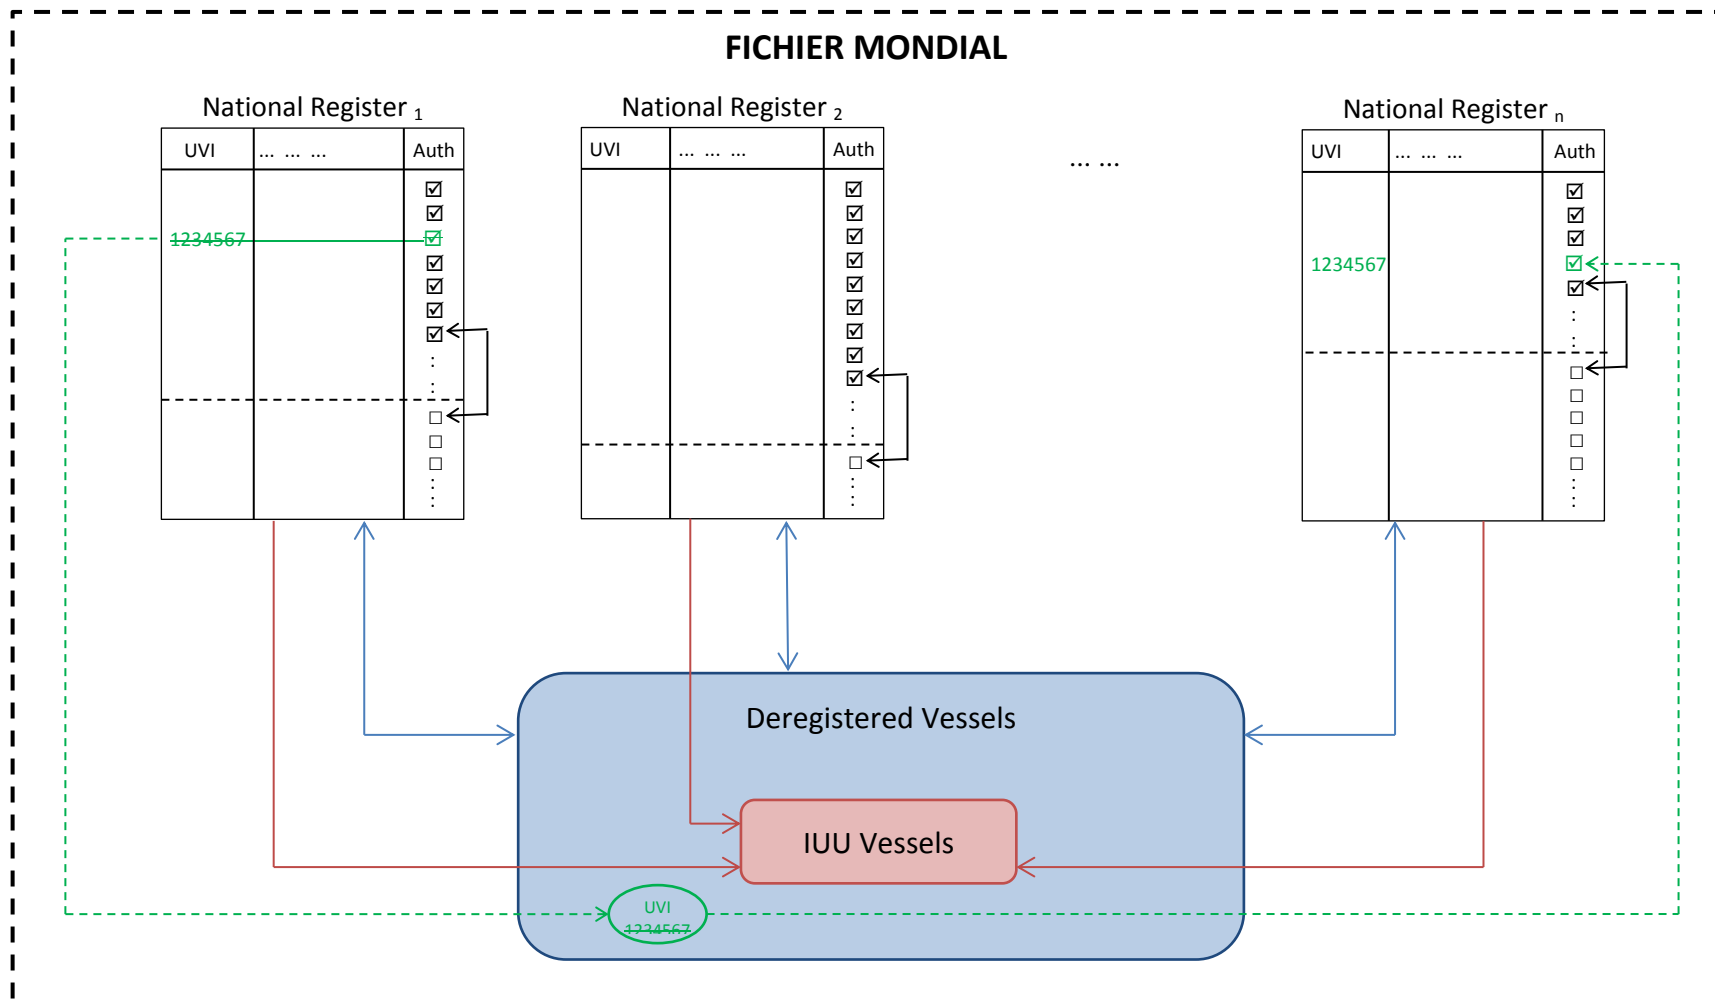 FICHIER MONDIAL
National Register 1
National Register 2
National Register n
UVI ... ... ... Auth
UVI ... ... ... Auth
... ...
UVI ... ... ... Auth
1234567
1234567
Deregistered Vessels
IUU Vessels
UVI
1234567